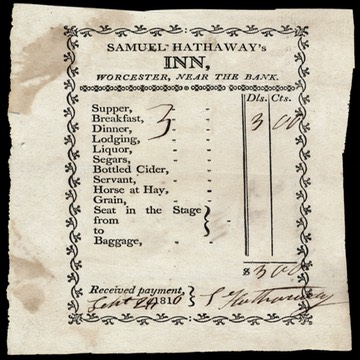 SAMUEL HATHAWAY's
INN,
WORCESTER, NEAR THE BANK.
Dls. Cts.
Supper,
Breakfast, 3 3 00
Dinner,
Lodging,
Liquor,
Segars,
Bottled Cider,
Servant,
Horse at Hay,
Grain,
Seat in the Stage
from
to
Baggage,
$ 3 00
Received payment,
Sept 24 1810 } S Hathaway